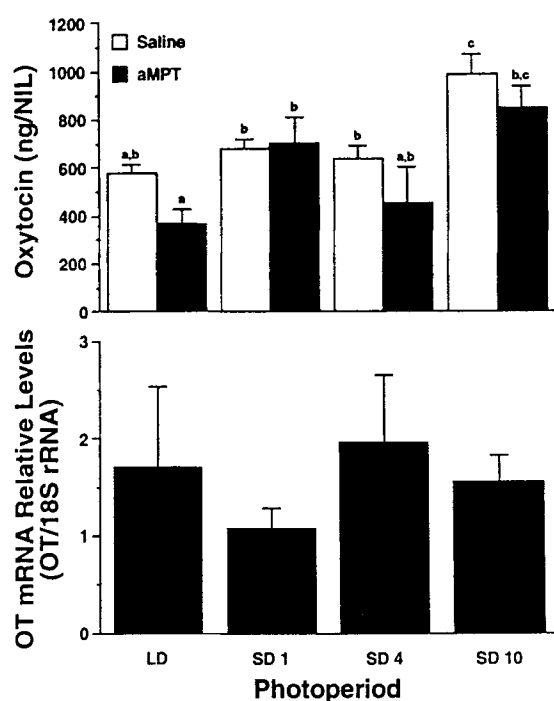 1200
1000
800
600
400
200
0
Oxytocin (ng/NIL)
Saline
aMPT
a,b
a
b
b
b
a,b
c
b,c
3
2
1
0
OT mRNA Relative Levels
(OT/18S rRNA)
LD
SD 1
SD 4
SD 10
Photoperiod